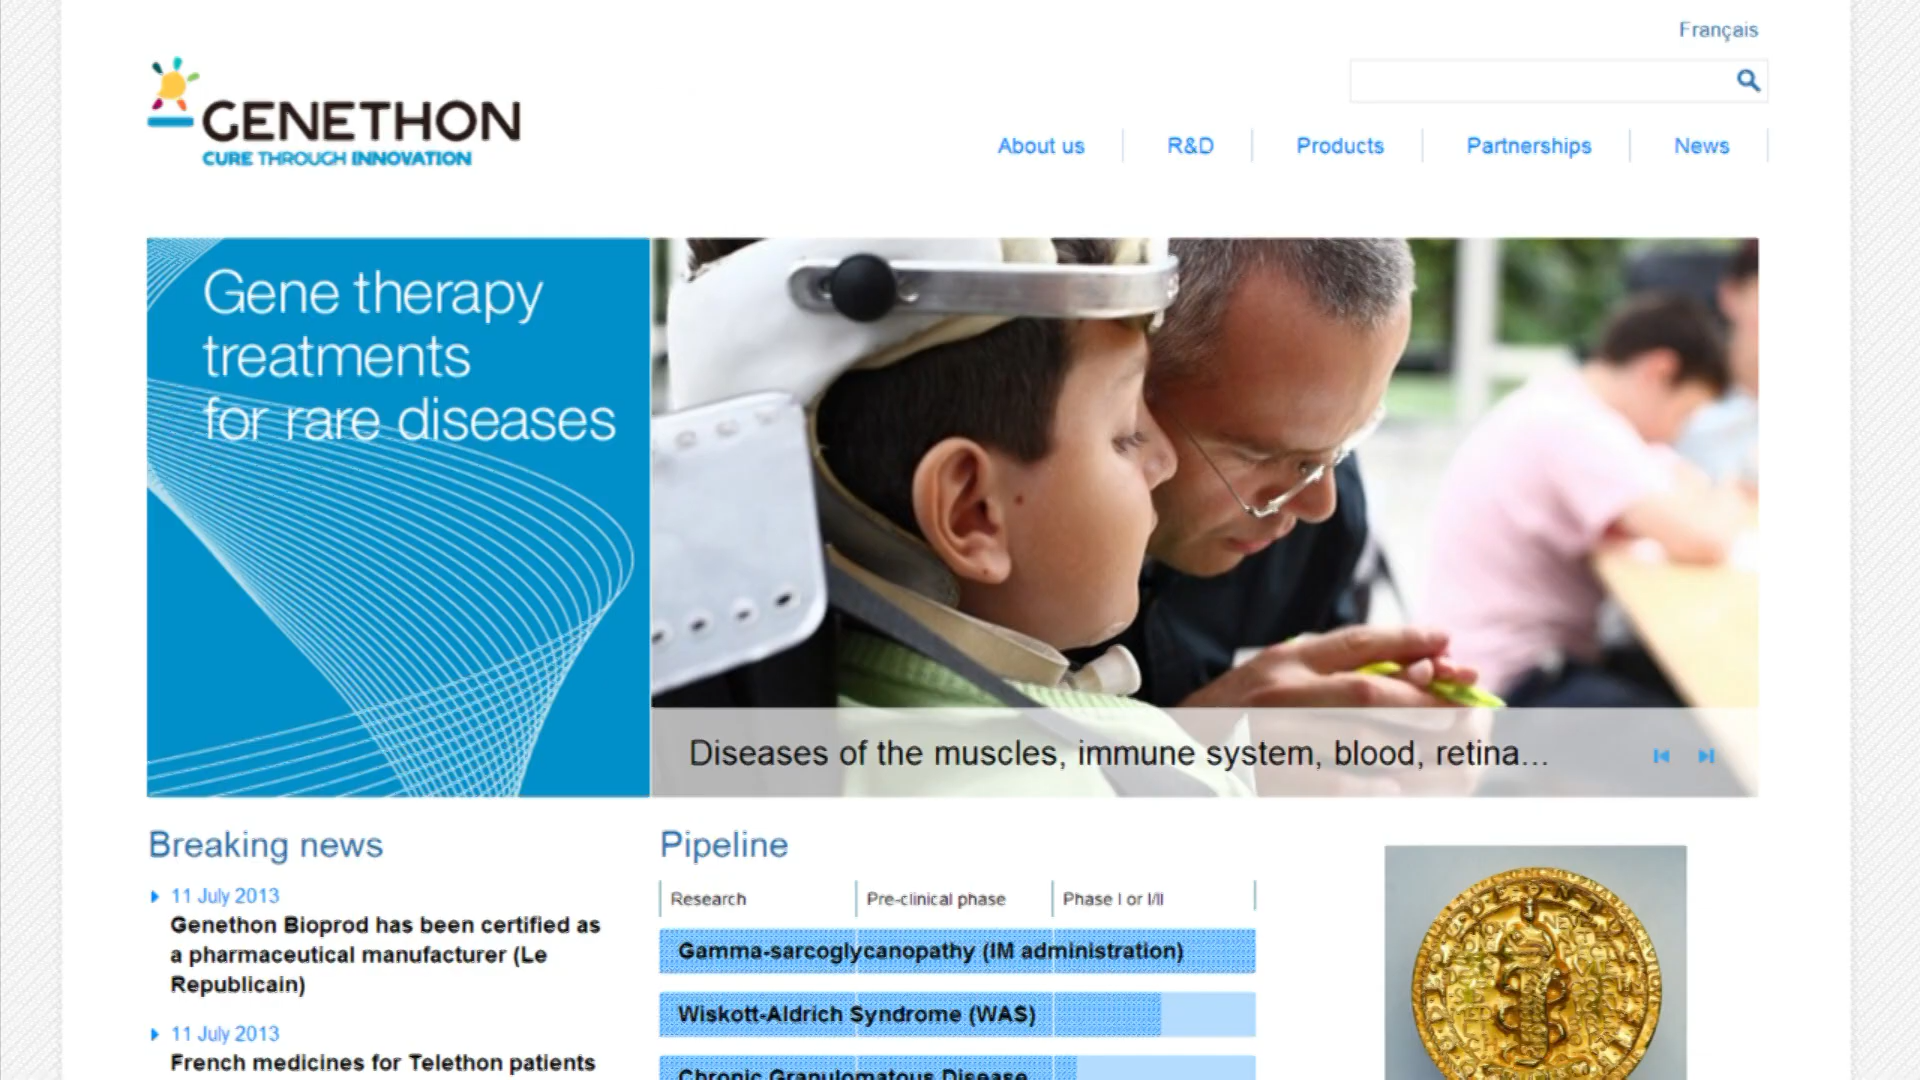 Français
GENETHON
CURE THROUGH INNOVATION
About us
R&D
Products
Partnerships
News
Gene therapy
treatments
for rare diseases
Diseases of the muscles, immune system, blood, retina...
Breaking news
11 July 2013
Genethon Bioprod has been certified as
a pharmaceutical manufacturer (Le
Republicain)
11 July 2013
French medicines for Telethon patients
Pipeline
Research
Pre-clinical phase
Phase I or I/II
Gamma-sarcoglycanopathy (IM administration)
Wiskott-Aldrich Syndrome (WAS)
Chronic Granulomatous Disease